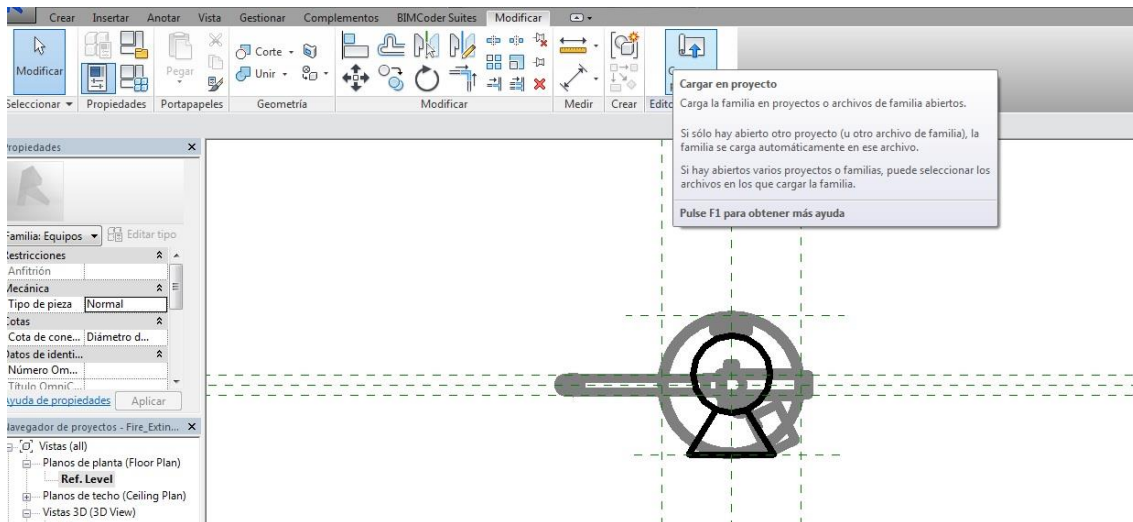 Crear Insertar Anotar Vista Gestionar Complementos BIMCoder Suites Modificar
Modificar
Pegar
Corte
Unir
Seleccionar Propiedades Portapapeles Geometría Modificar Medir Crear
Cargar en proyecto
Carga la familia en proyectos o archivos de familia abiertos.
Si sólo hay abierto otro proyecto (u otro archivo de familia), la
familia se carga automáticamente en ese archivo.
Si hay abiertos varios proyectos o familias, puede seleccionar los
archivos en los que cargar la familia.
Pulse F1 para obtener más ayuda
Propiedades
Familia: Equipos Editar tipo
Restricciones
Anfitrión
Mecánica
Tipo de pieza Normal
Cotas
Cota de cone... Diámetro d...
Datos de identi...
Número Om...
Título OmniC...
Ayuda de propiedades Aplicar
Navegador de proyectos - Fire_Extin...
Vistas (all)
Planos de planta (Floor Plan)
Ref. Level
Planos de techo (Ceiling Plan)
Vistas 3D (3D View)